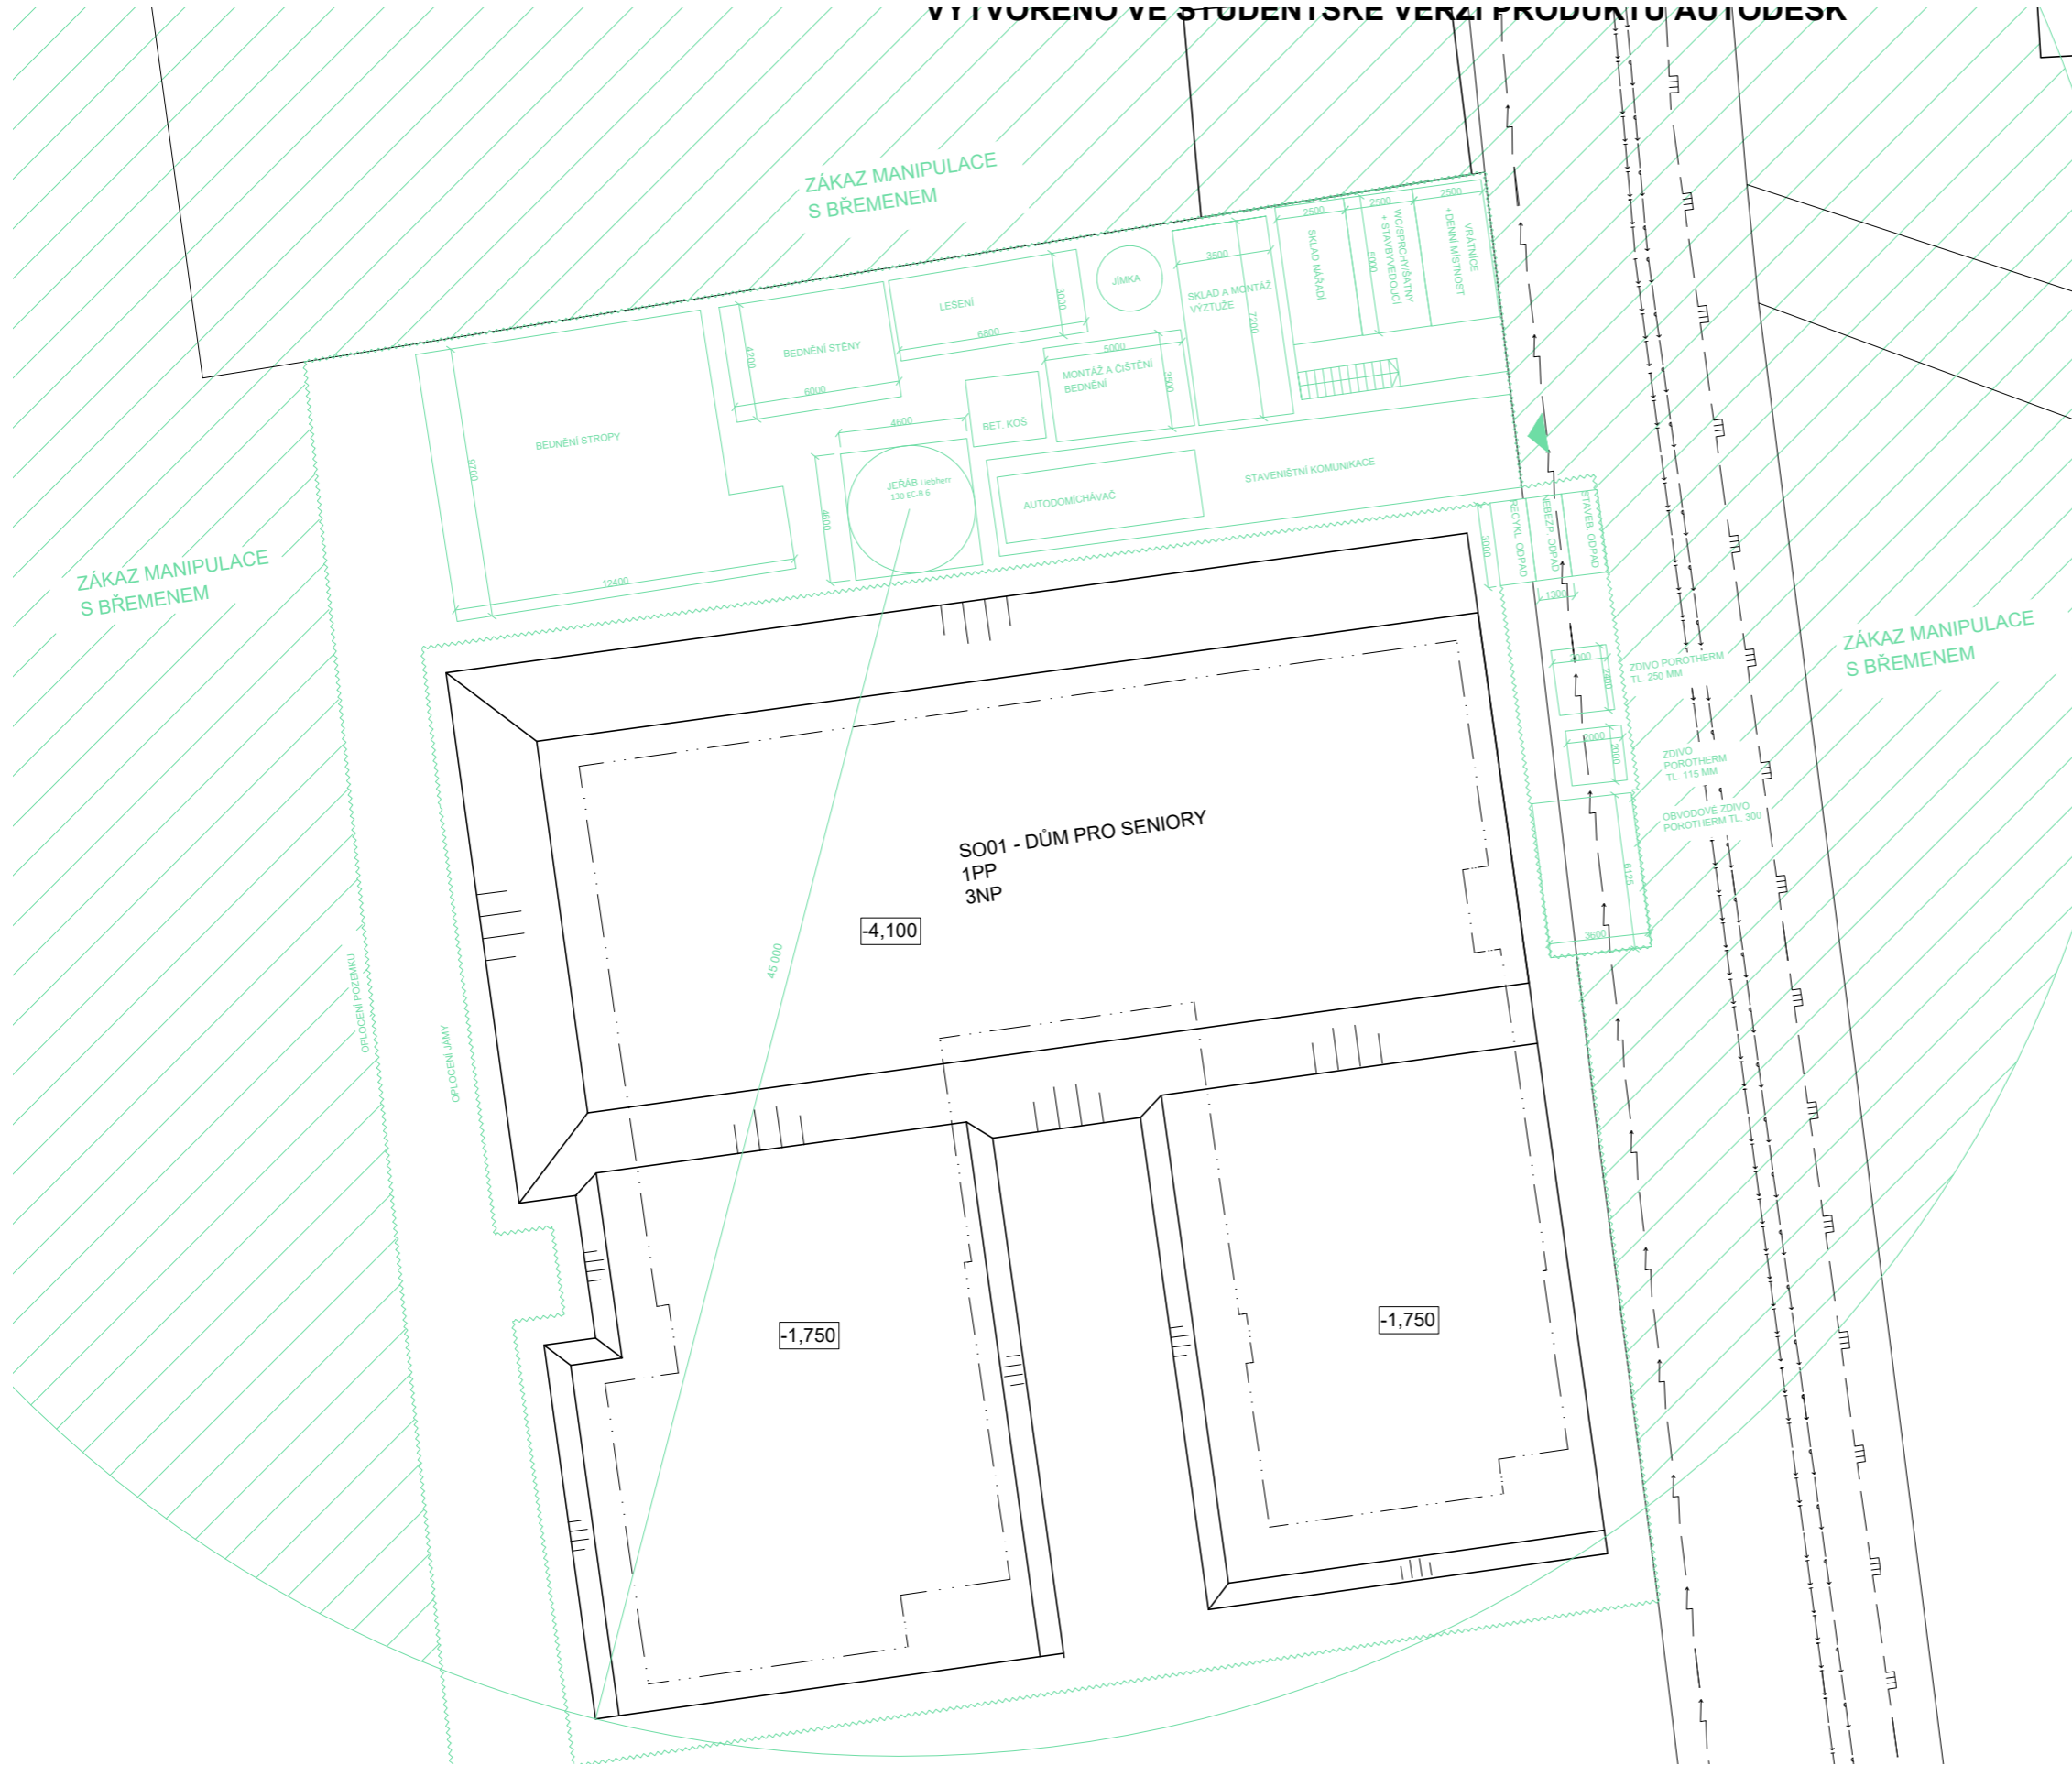 VYTVOŘENO VE STUDENTSKÉ VERZI PRODUKTU AUTODESK
ZÁKAZ MANIPULACE
S BŘEMENEM
2500
2500
2500
VRÁTNICE
+DENNÍ MÍSTNOST
WC/SPRCHY/ŠATNY
+ STAVBYVEDOUCÍ
5000
SKLAD NÁŘADÍ
3500
SKLAD A MONTÁŽ
VÝZTUŽE
7200
JÍMKA
LEŠENÍ
3000
6800
BEDNĚNÍ STĚNY
4200
6000
5000
MONTÁŽ A ČIŠTĚNÍ
BEDNĚNÍ
3500
BET. KOŠ
4600
BEDNĚNÍ STROPY
9700
12400
JEŘÁB Liebherr
130 EC-B 6
4600
AUTODOMÍCHÁVAČ
STAVENIŠTNÍ KOMUNIKACE
RECYKL. ODPAD
NEBEZP. ODPAD
STAVEB. ODPAD
3000
1300
ZÁKAZ MANIPULACE
S BŘEMENEM
ZÁKAZ MANIPULACE
S BŘEMENEM
ZDIVO POROTHERM
TL. 250 MM
2000
2000
ZDIVO
POROTHERM
TL. 115 MM
OBVODOVÉ ZDIVO
POROTHERM TL. 300
6125
3600
SO01 - DŮM PRO SENIORY
1PP
3NP
-4,100
45 000
OPLOCENÍ POZEMKU
OPLOCENÍ JÁMY
-1,750
-1,750